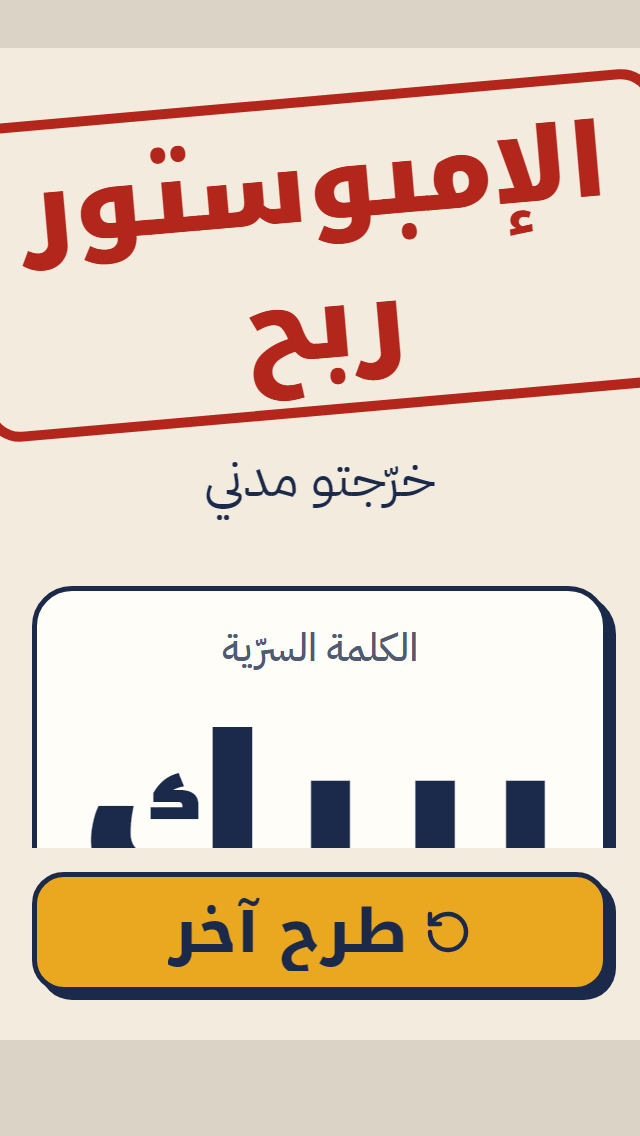 الإمبوستور
ربح
خرّجتو مدني
الكلمة السرّية
طرح آخر